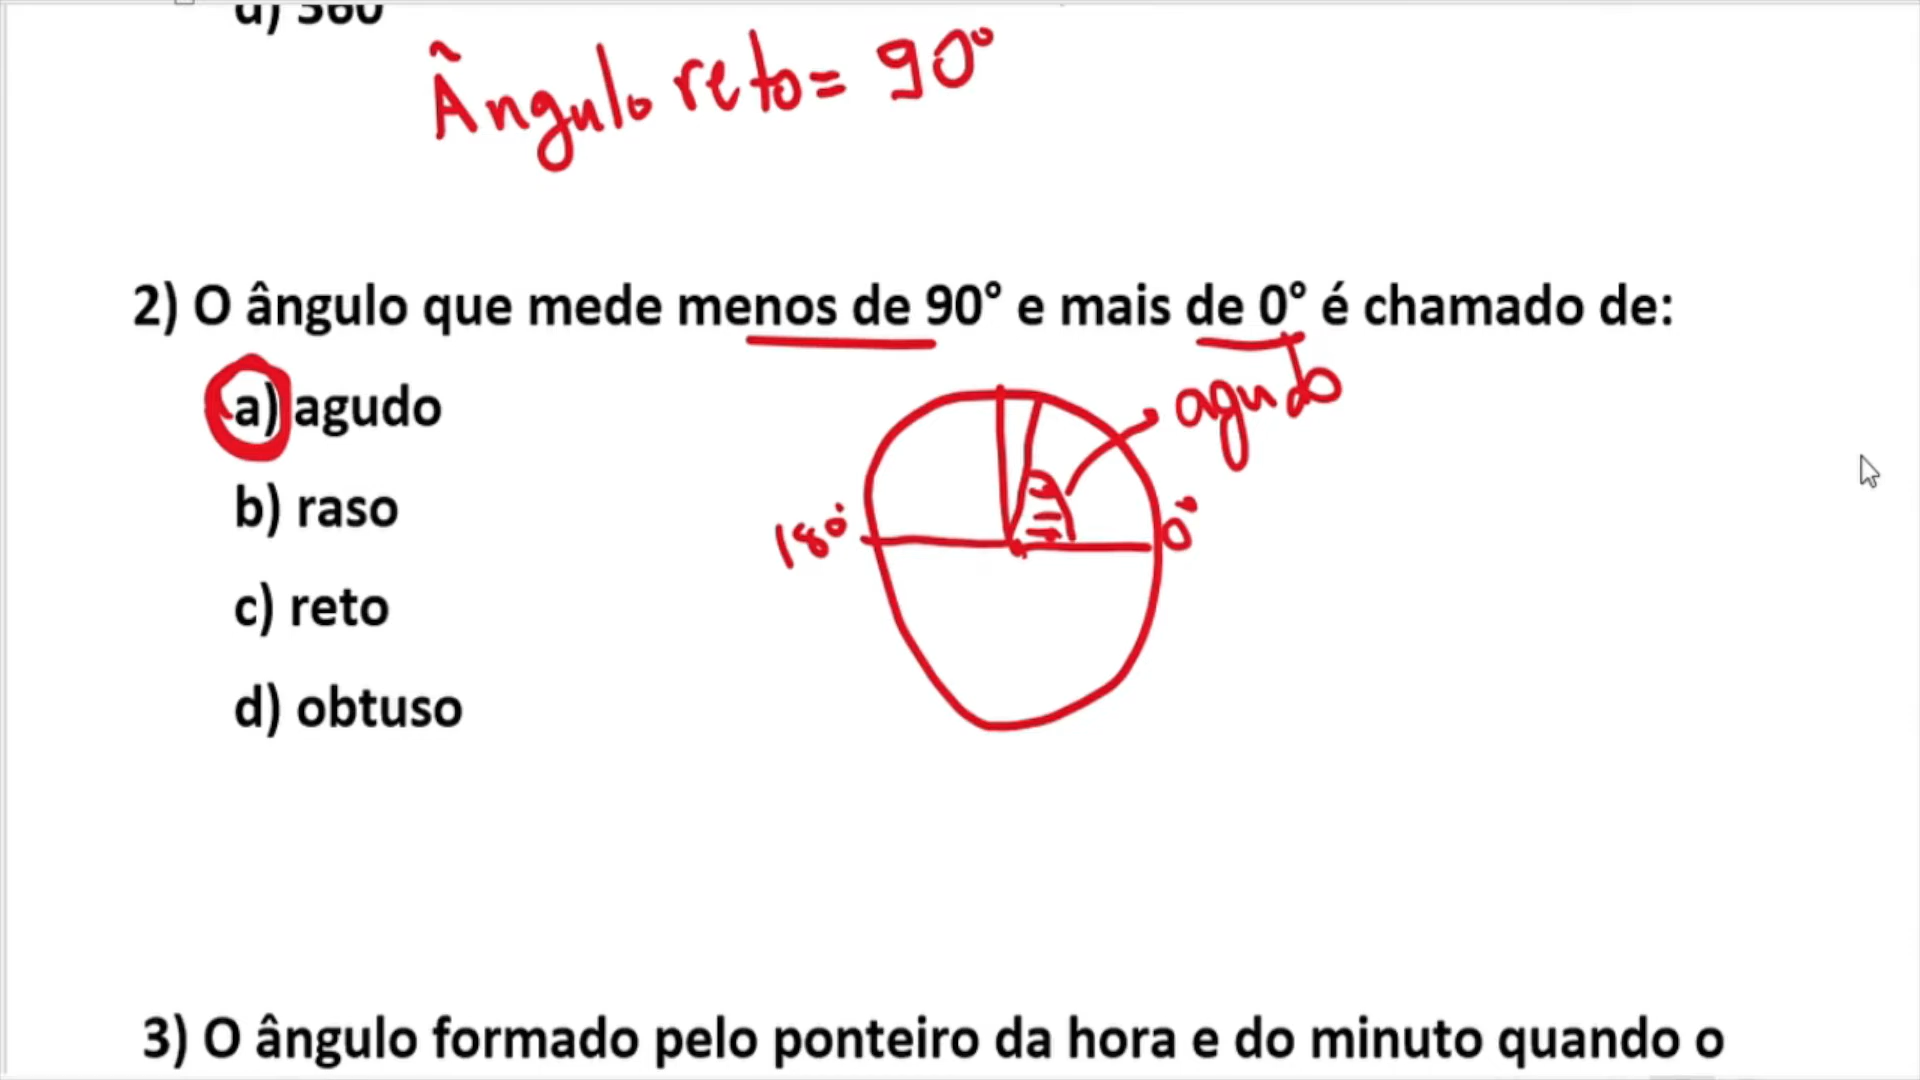 d) 360
Ângulo reto = 90°
2) O ângulo que mede menos de 90° e mais de 0° é chamado de:
a) agudo
agudo
b) raso
180°
0°
c) reto
d) obtuso
3) O ângulo formado pelo ponteiro da hora e do minuto quando o